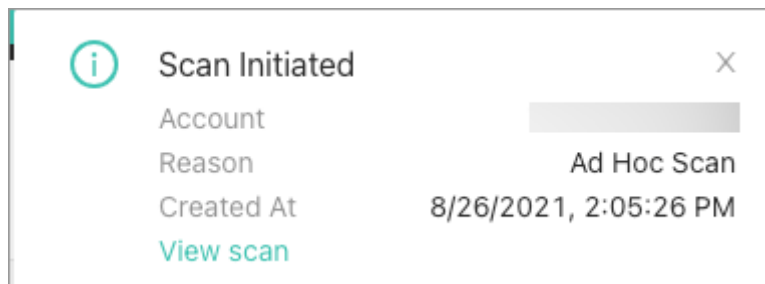 Scan Initiated
Account
Reason Ad Hoc Scan
Created At 8/26/2021, 2:05:26 PM
View scan